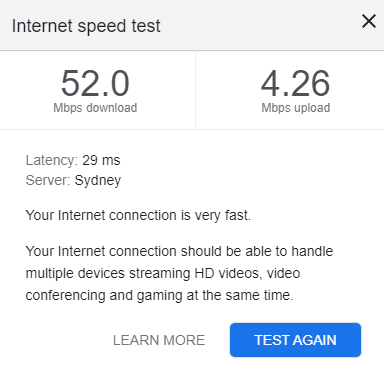 Internet speed test
52.0
Mbps download
4.26
Mbps upload
Latency: 29 ms
Server: Sydney
Your Internet connection is very fast.
Your Internet connection should be able to handle
multiple devices streaming HD videos, video
conferencing and gaming at the same time.
LEARN MORE
TEST AGAIN